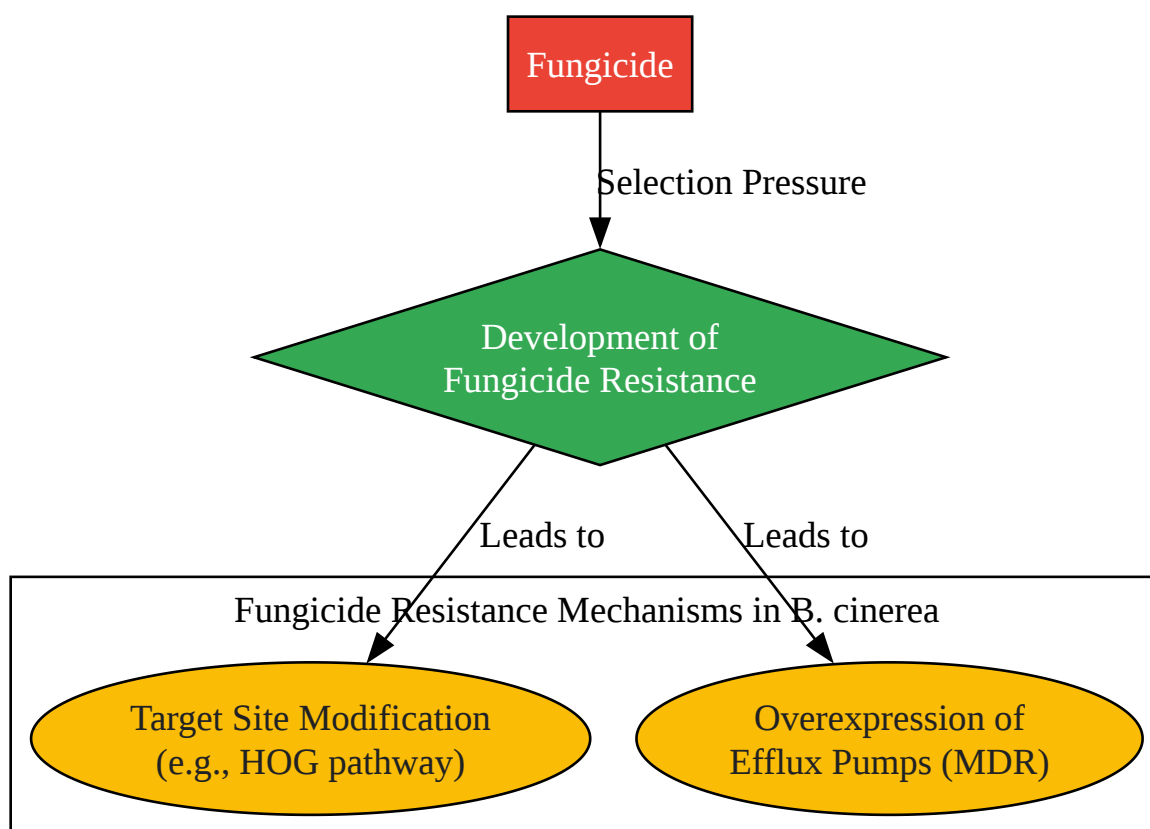 Fungicide
Selection Pressure
Development of
Fungicide Resistance
Leads to
Leads to
Fungicide Resistance Mechanisms in B. cinerea
Target Site Modification
(e.g., HOG pathway)
Overexpression of
Efflux Pumps (MDR)